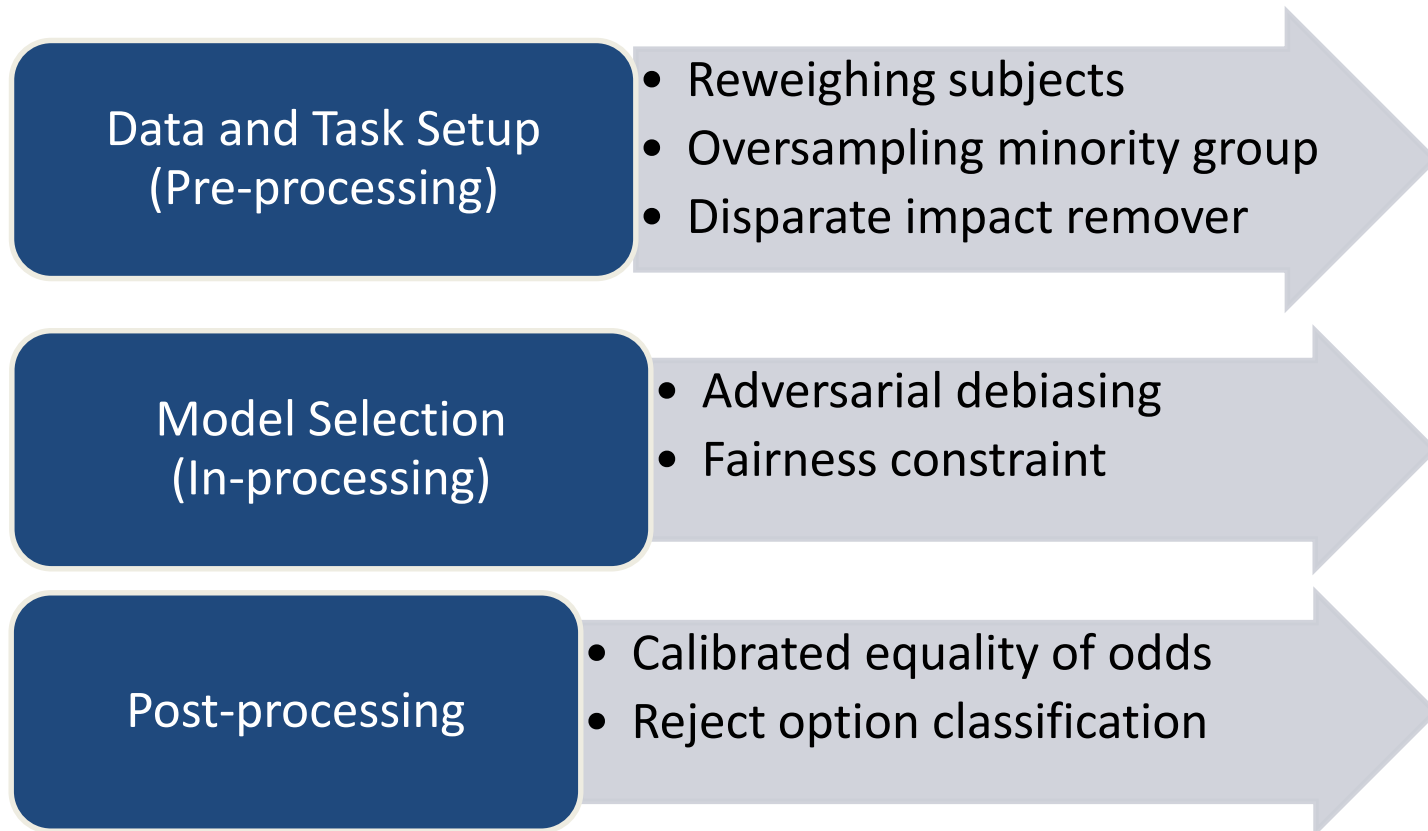 Data and Task Setup
(Pre-processing)
• Reweighing subjects
• Oversampling minority group
• Disparate impact remover
Model Selection
(In-processing)
• Adversarial debiasing
• Fairness constraint
Post-processing
• Calibrated equality of odds
• Reject option classification